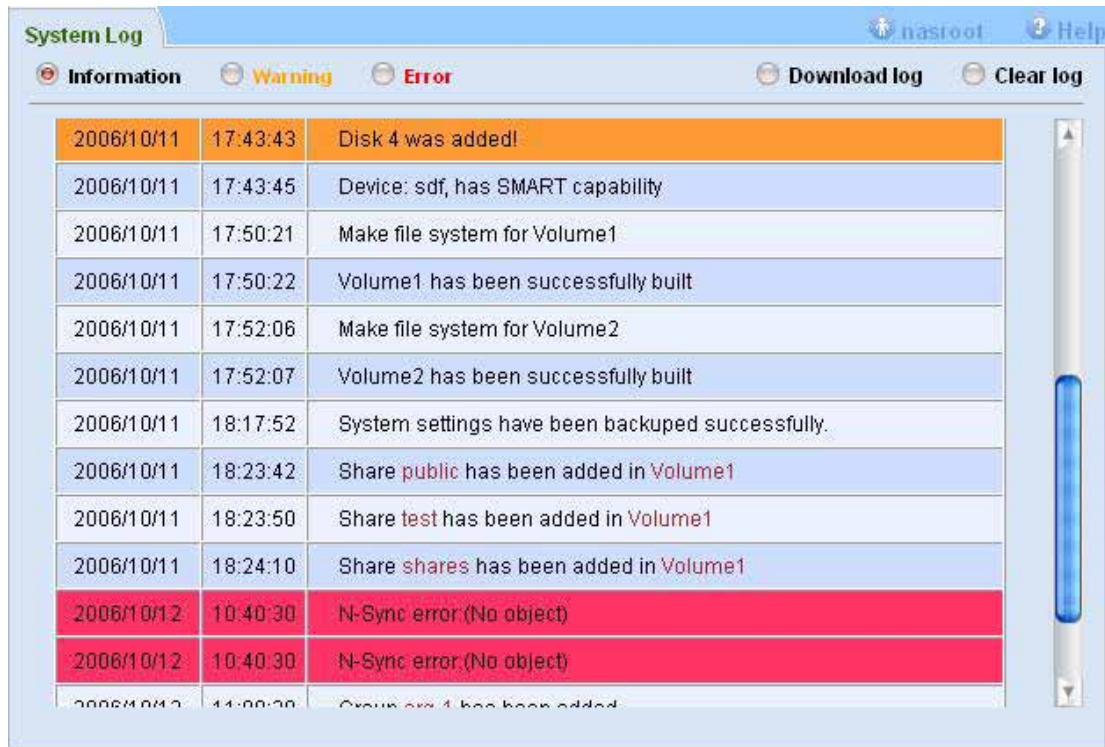 System Log nasroot Help
Information Warning Error Download log Clear log
2006/10/11 17:43:43 Disk 4 was added!
2006/10/11 17:43:45 Device: sdf, has SMART capability
2006/10/11 17:50:21 Make file system for Volume1
2006/10/11 17:50:22 Volume1 has been successfully built
2006/10/11 17:52:06 Make file system for Volume2
2006/10/11 17:52:07 Volume2 has been successfully built
2006/10/11 18:17:52 System settings have been backuped successfully.
2006/10/11 18:23:42 Share public has been added in Volume1
2006/10/11 18:23:50 Share test has been added in Volume1
2006/10/11 18:24:10 Share shares has been added in Volume1
2006/10/12 10:40:30 N-Sync error:(No object)
2006/10/12 10:40:30 N-Sync error:(No object)
Group has been added